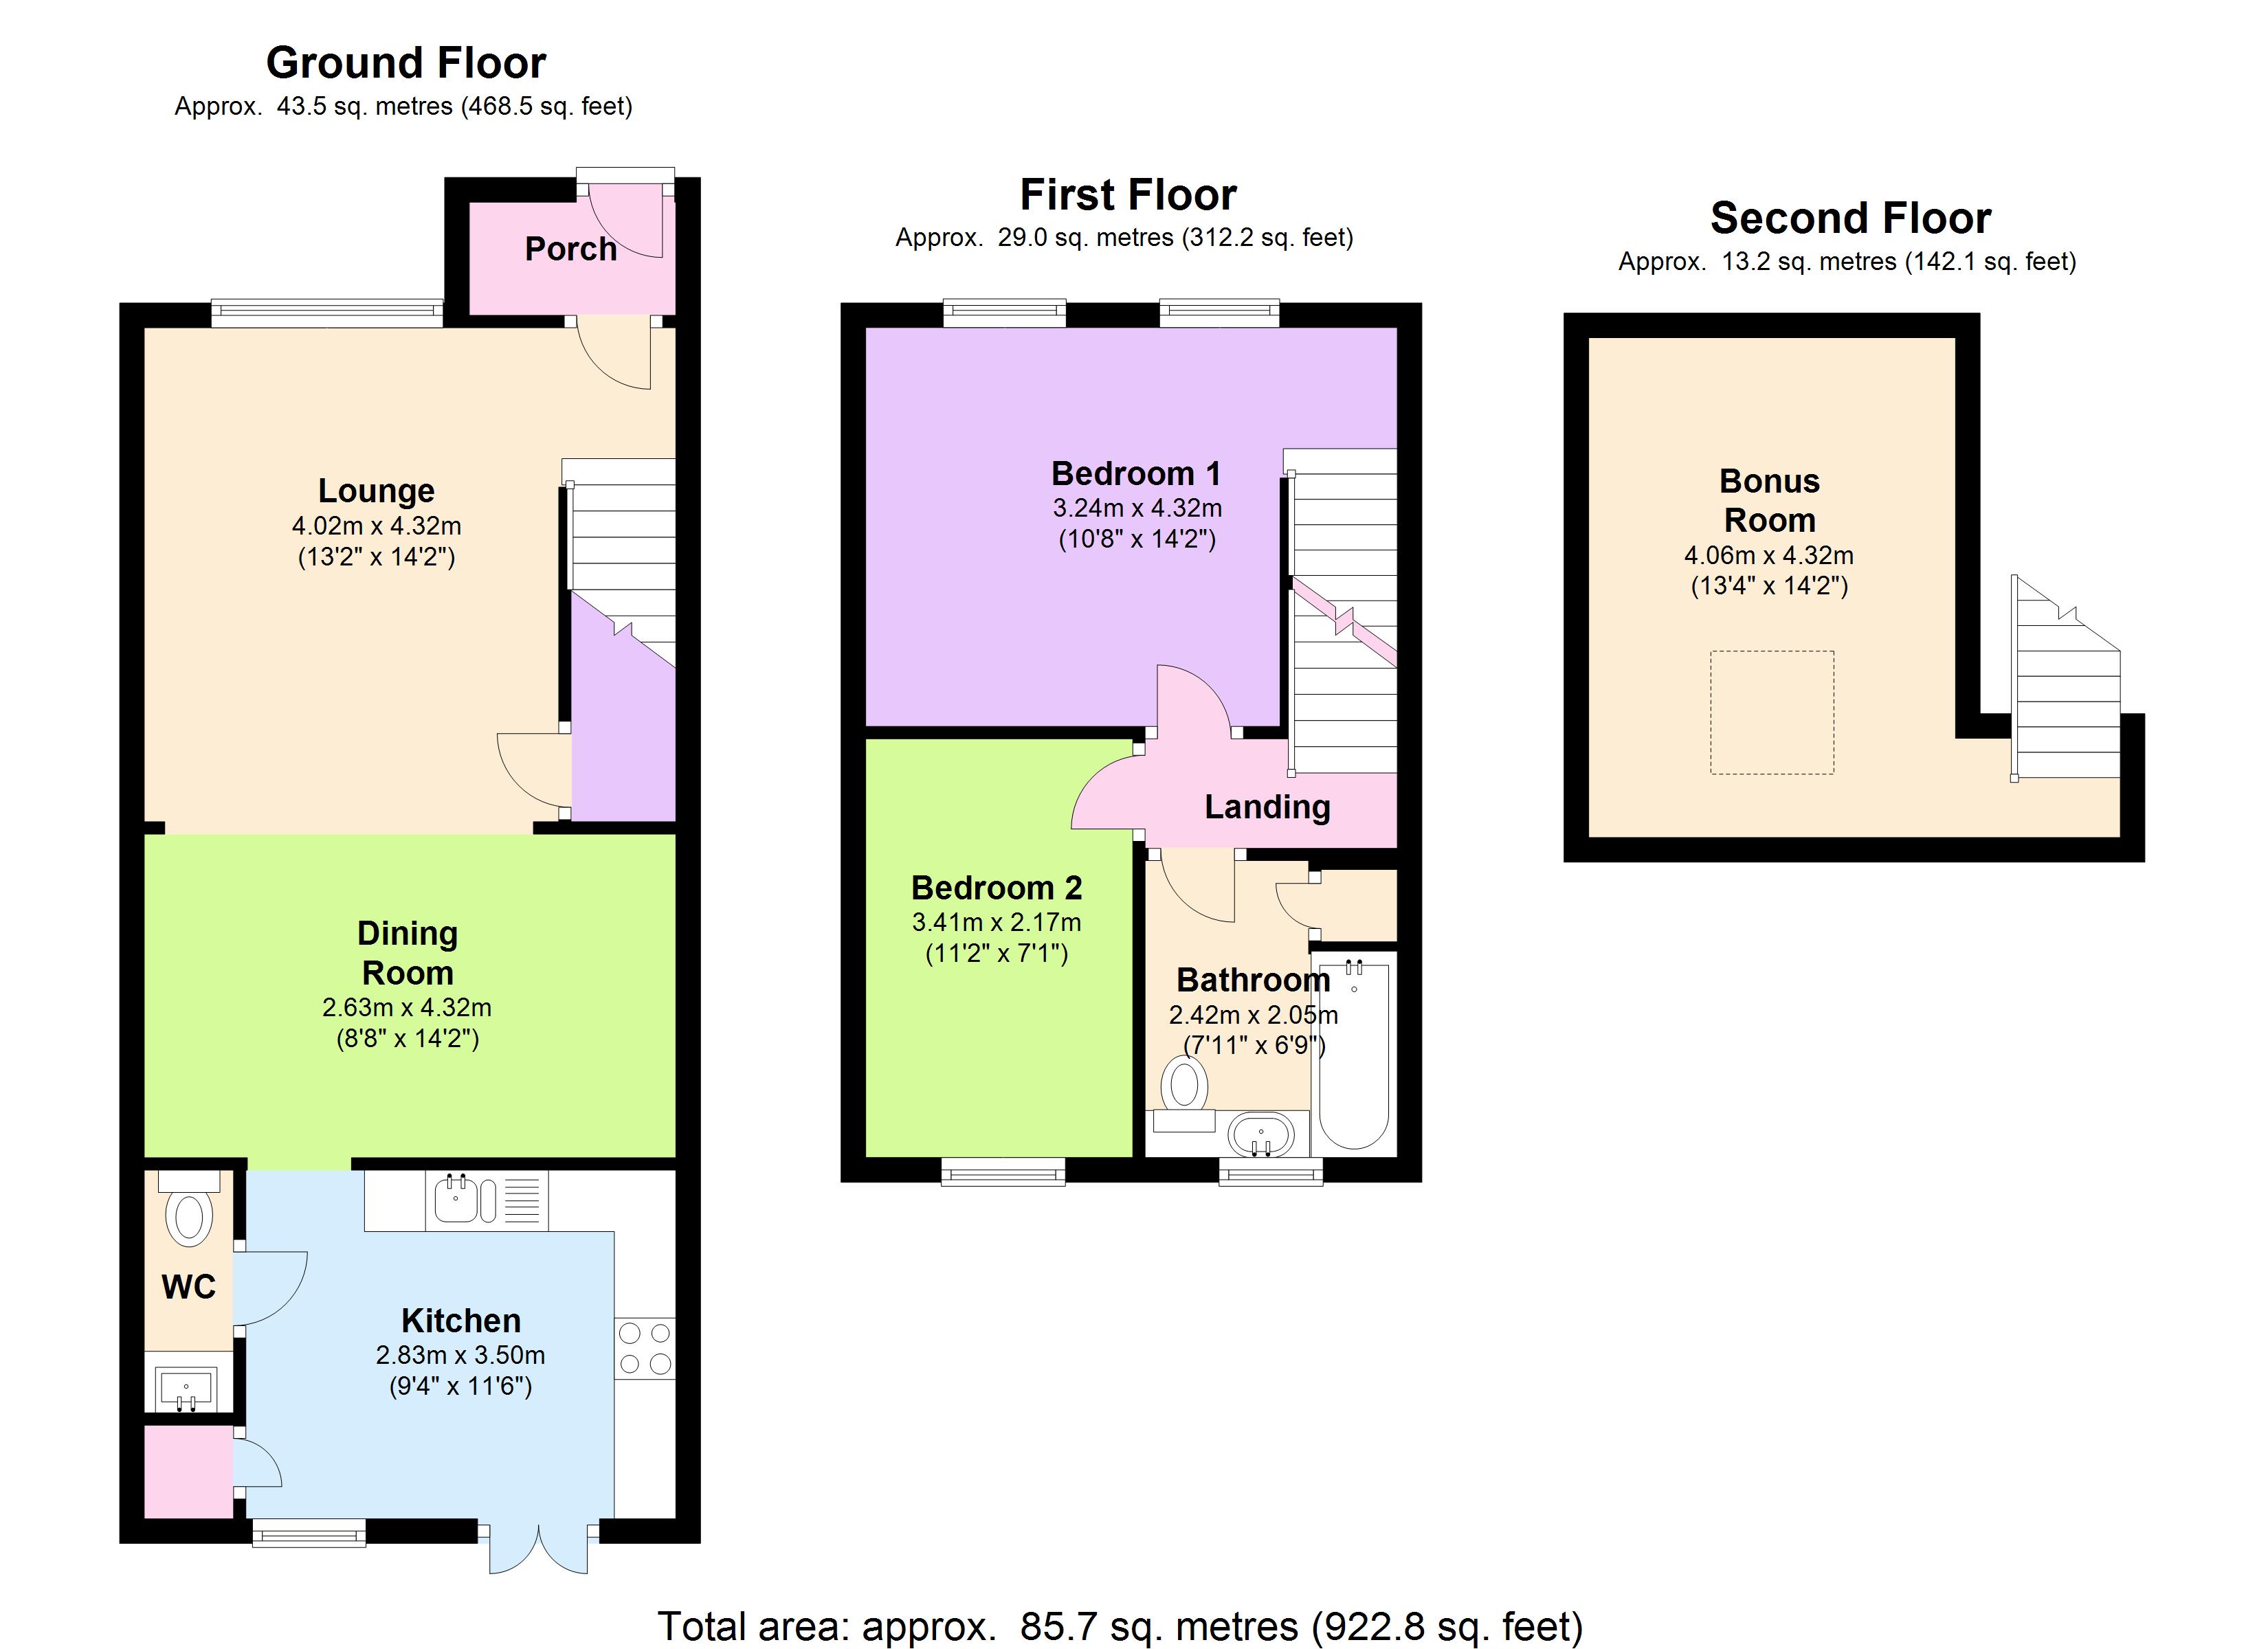 Ground Floor
Approx. 43.5 sq. metres (468.5 sq. feet)
Porch
Lounge
4.02m x 4.32m
(13'2" x 14'2")
Dining
Room
2.63m x 4.32m
(8'8" x 14'2")
WC
Kitchen
2.83m x 3.50m
(9'4" x 11'6")
First Floor
Approx. 29.0 sq. metres (312.2 sq. feet)
Bedroom 1
3.24m x 4.32m
(10'8" x 14'2")
Landing
Bedroom 2
3.41m x 2.17m
(11'2" x 7'1")
Bathroom
2.42m x 2.05m
(7'11" x 6'9")
Second Floor
Approx. 13.2 sq. metres (142.1 sq. feet)
Bonus
Room
4.06m x 4.32m
(13'4" x 14'2")
Total area: approx. 85.7 sq. metres (922.8 sq. feet)